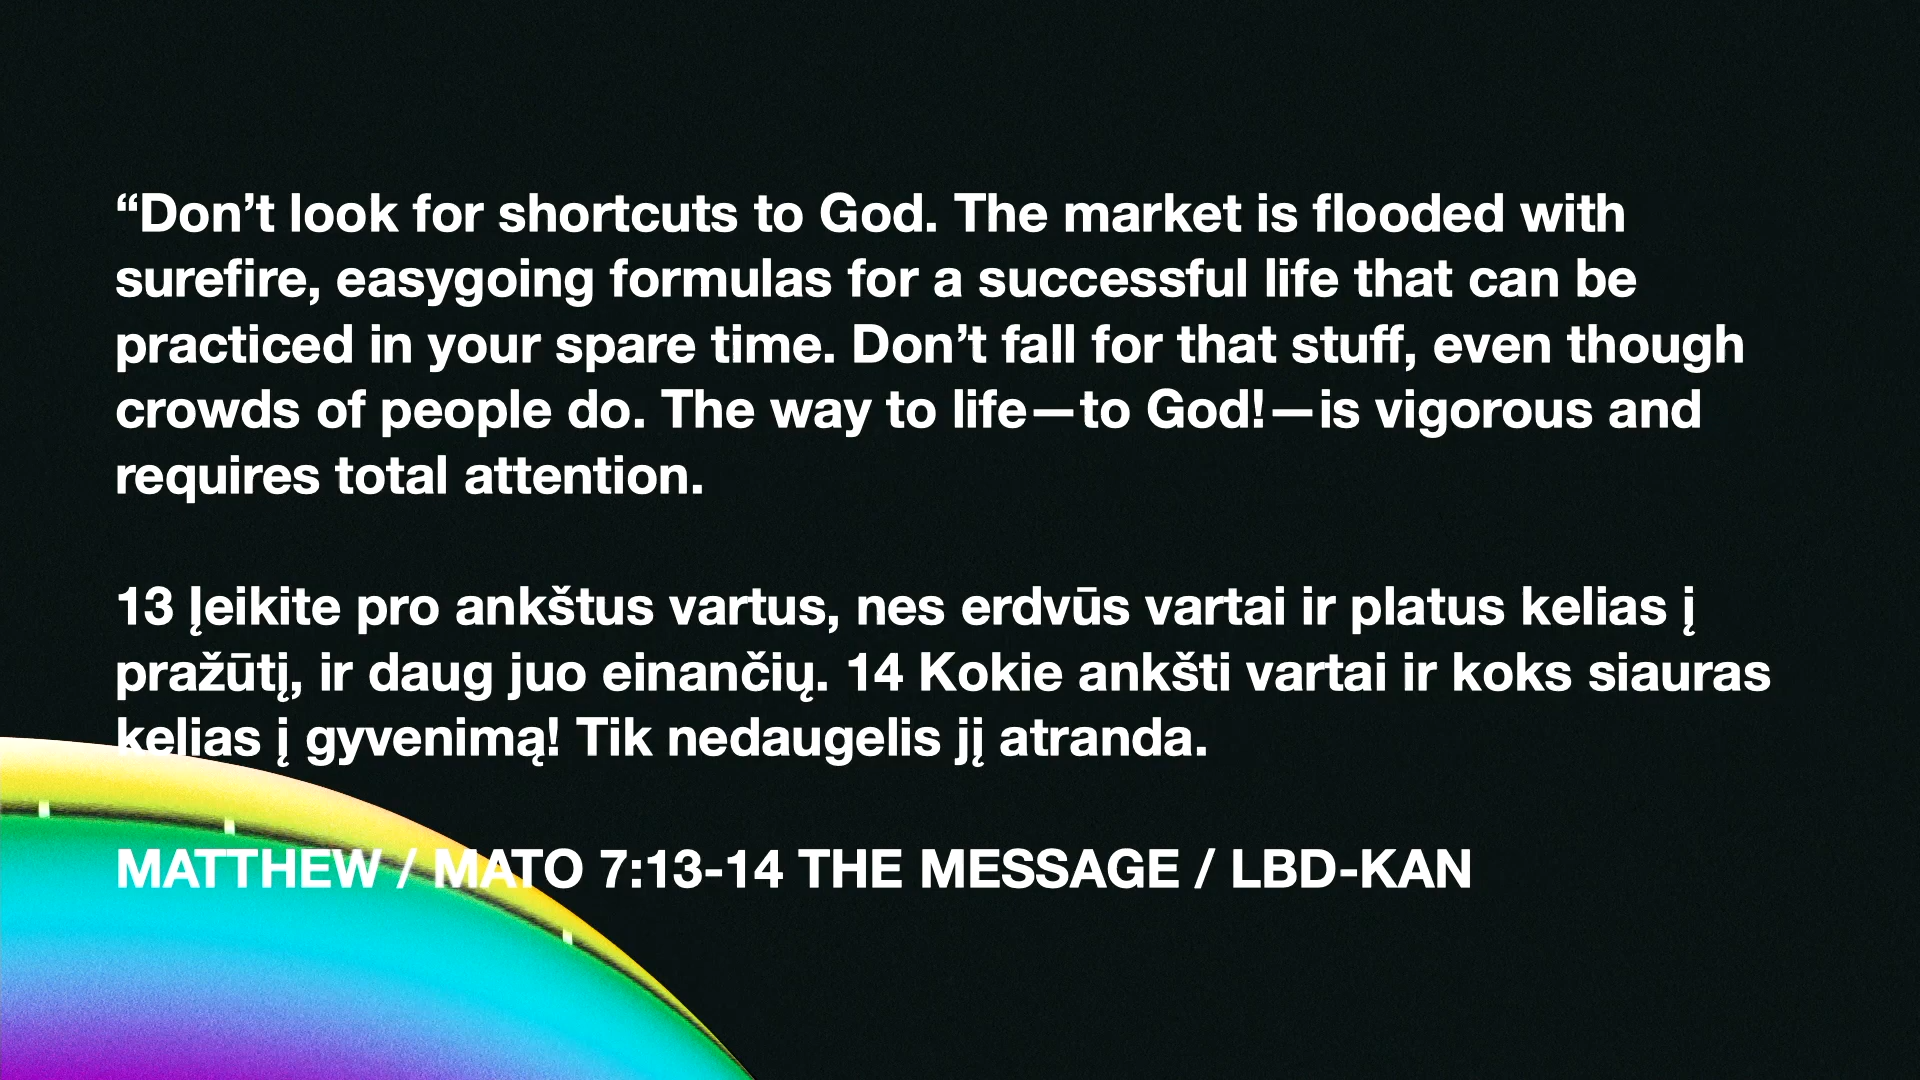 “Don’t look for shortcuts to God. The market is flooded with
surefire, easygoing formulas for a successful life that can be
practiced in your spare time. Don’t fall for that stuff, even though
crowds of people do. The way to life—to God!—is vigorous and
requires total attention.
13 Įeikite pro ankštus vartus, nes erdvūs vartai ir platus kelias į
pražūtį, ir daug juo einančių. 14 Kokie ankšti vartai ir koks siauras
kelias į gyvenimą! Tik nedaugelis jį atranda.
MATTHEW / MATO 7:13-14 THE MESSAGE / LBD-KAN